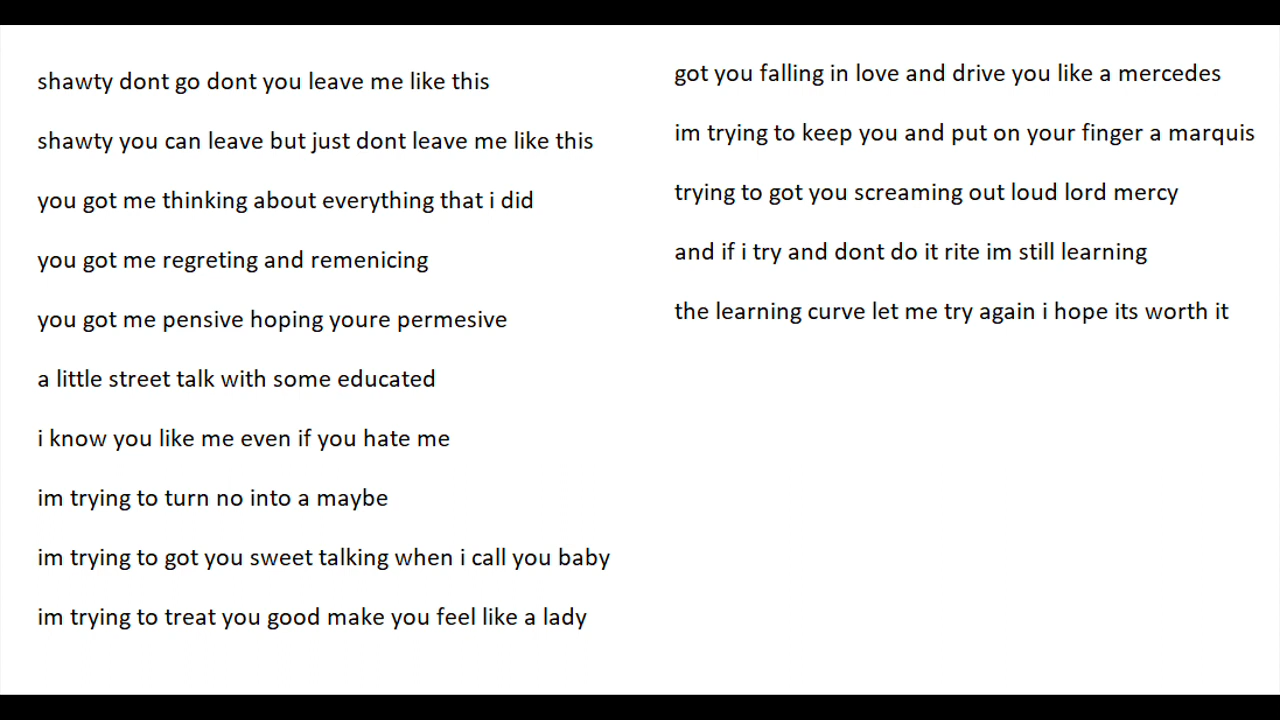 shawty dont go dont you leave me like this
shawty you can leave but just dont leave me like this
you got me thinking about everything that i did
you got me regreting and remenicing
you got me pensive hoping youre permesive
a little street talk with some educated
i know you like me even if you hate me
im trying to turn no into a maybe
im trying to got you sweet talking when i call you baby
im trying to treat you good make you feel like a lady
got you falling in love and drive you like a mercedes
im trying to keep you and put on your finger a marquis
trying to got you screaming out loud lord mercy
and if i try and dont do it rite im still learning
the learning curve let me try again i hope its worth it